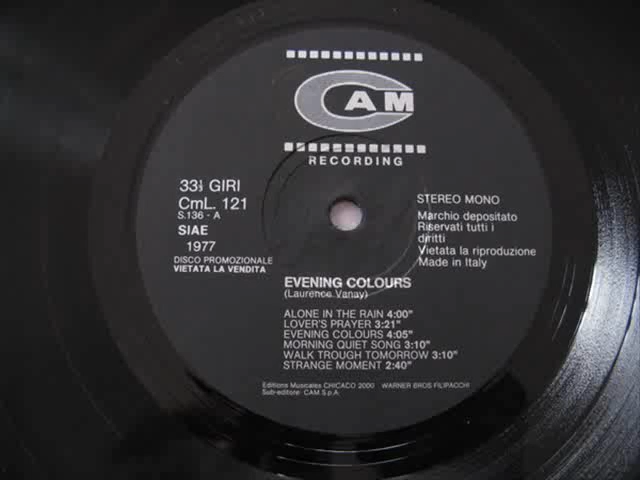 CAM
RECORDING
33⅓ GIRI
CmL. 121
S.136 - A
SIAE
1977
DISCO PROMOZIONALE
VIETATA LA VENDITA
STEREO MONO
Marchio depositato
Riservati tutti i
diritti
Vietata la riproduzione
Made in Italy
EVENING COLOURS
(Laurence Vanay)
ALONE IN THE RAIN 4:00"
LOVER'S PRAYER 3:21"
EVENING COLOURS 4:05"
MORNING QUIET SONG 3:10"
WALK TROUGH TOMORROW 3:10"
STRANGE MOMENT 2:40"
Editions Musicales CHICACO 2000 WARNER BROS FILIPACCHI
Sub-editore: CAM S.p.A.